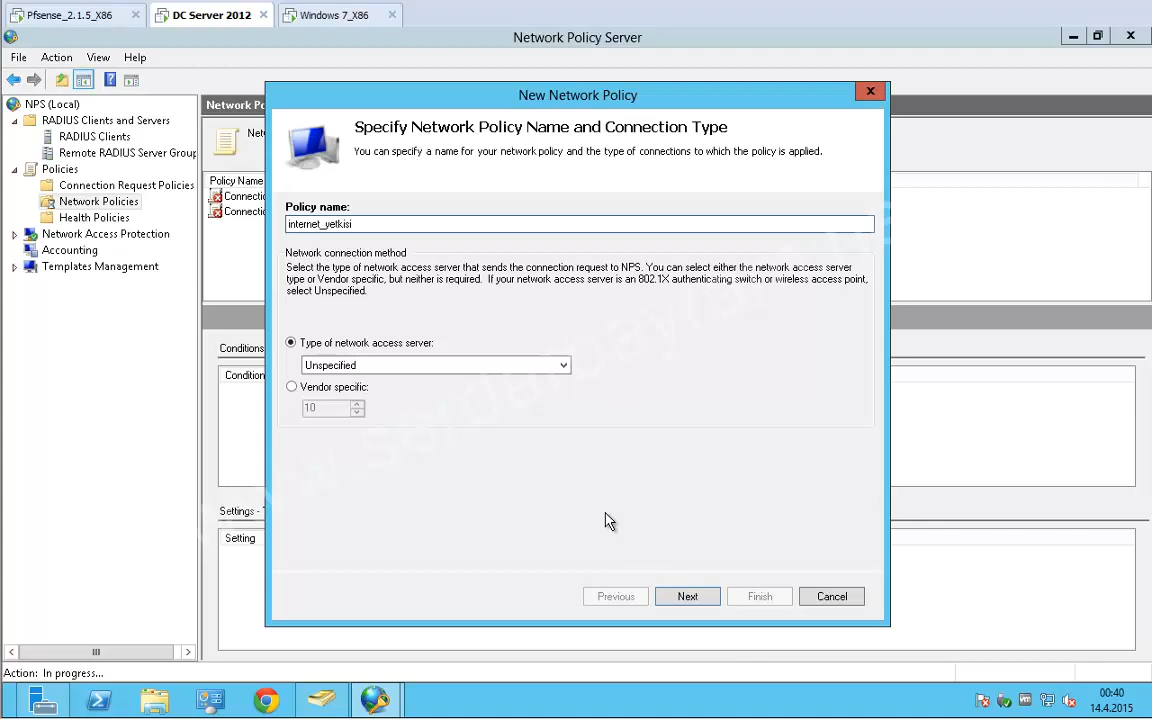 Pfsense_2.1.5_X86
DC Server 2012
Windows 7_X86
Network Policy Server
File Action View Help
NPS (Local)
RADIUS Clients and Servers
RADIUS Clients
Remote RADIUS Server Group
Policies
Connection Request Policies
Network Policies
Health Policies
Network Access Protection
Accounting
Templates Management
Network Po
Net
Policy Name
Connectio
Connectio
Conditions
Condition
Settings -
Setting
New Network Policy
Specify Network Policy Name and Connection Type
You can specify a name for your network policy and the type of connections to which the policy is applied.
Policy name:
internet_yetkisi
Network connection method
Select the type of network access server that sends the connection request to NPS. You can select either the network access server
type or Vendor specific, but neither is required. If your network access server is an 802.1X authenticating switch or wireless access point,
select Unspecified.
Type of network access server:
Unspecified
Vendor specific:
10
Previous Next Finish Cancel
Action: In progress...
00:40
14.4.2015